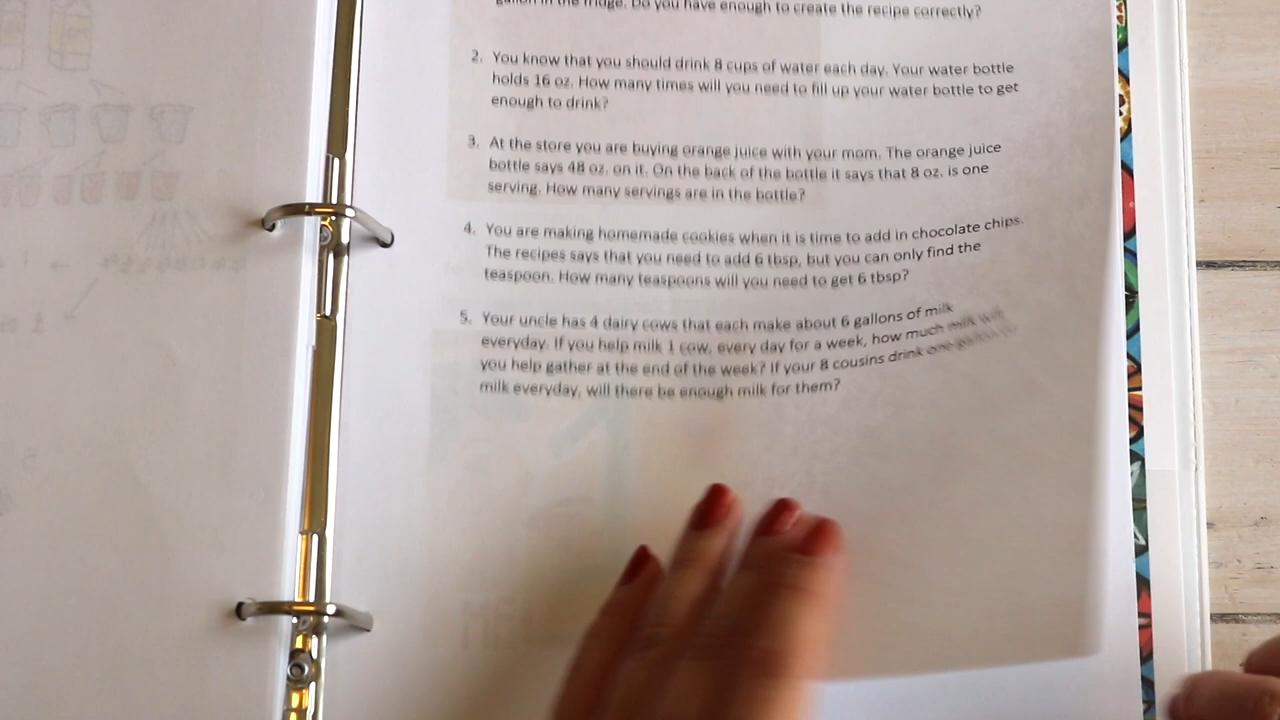 gallon in the fridge. Do you have enough to create the recipe correctly?
2. You know that you should drink 8 cups of water each day. Your water bottle
holds 16 oz. How many times will you need to fill up your water bottle to get
enough to drink?
3. At the store you are buying orange juice with your mom. The orange juice
bottle says 48 oz. on it. On the back of the bottle it says that 8 oz. is one
serving. How many servings are in the bottle?
4. You are making homemade cookies when it is time to add in chocolate chips.
The recipes says that you need to add 6 tbsp, but you can only find the
teaspoon. How many teaspoons will you need to get 6 tbsp?
5. Your uncle has 4 dairy cows that each make about 6 gallons of milk
everyday. If you help milk 1 cow, every day for a week, how much milk will
you help gather at the end of the week? If your 8 cousins drink one gallon
milk everyday, will there be enough milk for them?